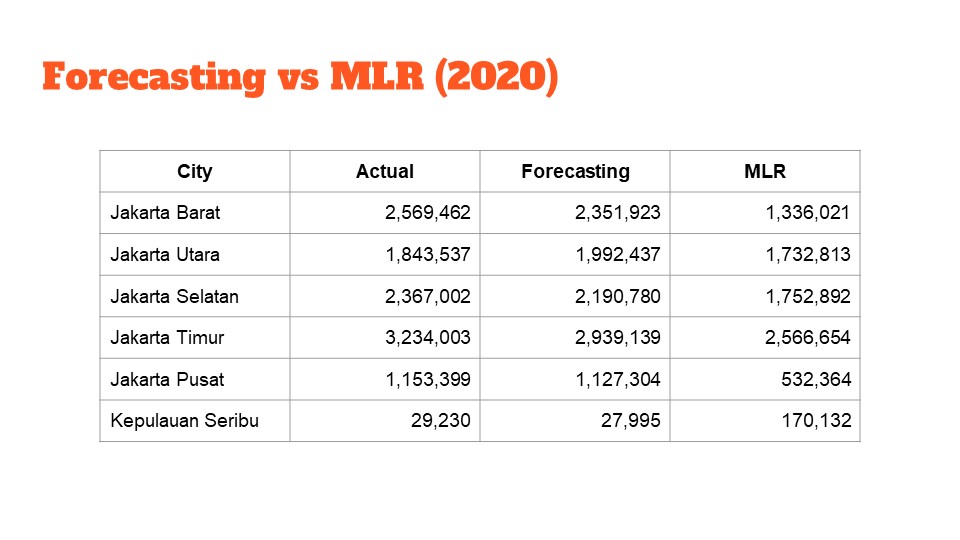 Forecasting vs MLR (2020)
City Actual Forecasting MLR
Jakarta Barat 2,569,462 2,351,923 1,336,021
Jakarta Utara 1,843,537 1,992,437 1,732,813
Jakarta Selatan 2,367,002 2,190,780 1,752,892
Jakarta Timur 3,234,003 2,939,139 2,566,654
Jakarta Pusat 1,153,399 1,127,304 532,364
Kepulauan Seribu 29,230 27,995 170,132